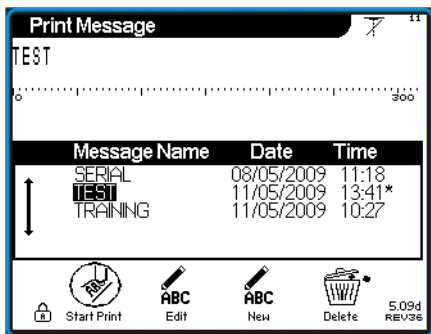 Print Message 11
TEST
0 300
Message Name Date Time
SERIAL 08/05/2009 11:18
TEST 11/05/2009 13:41*
TRAINING 11/05/2009 10:27
ABC ABC ABC
Start Print Edit New Delete 5.09d
A REV36